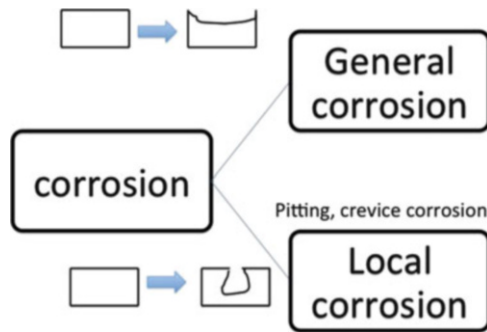 General
corrosion
corrosion
Pitting, crevice corrosion
Local
corrosion